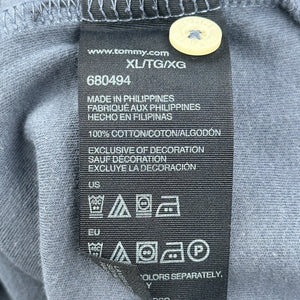 www.tommy.com
XL/TG/XG
680494
MADE IN PHILIPPINES
FABRIQUÉ AUX PHILIPPINES
HECHO EN FILIPINAS
100% COTTON/COTON/ALGODÓN
EXCLUSIVE OF DECORATION
SAUF DÉCORATION
EXCLUYE LA DECORACIÓN
US
EU
COLORS SEPARATELY.